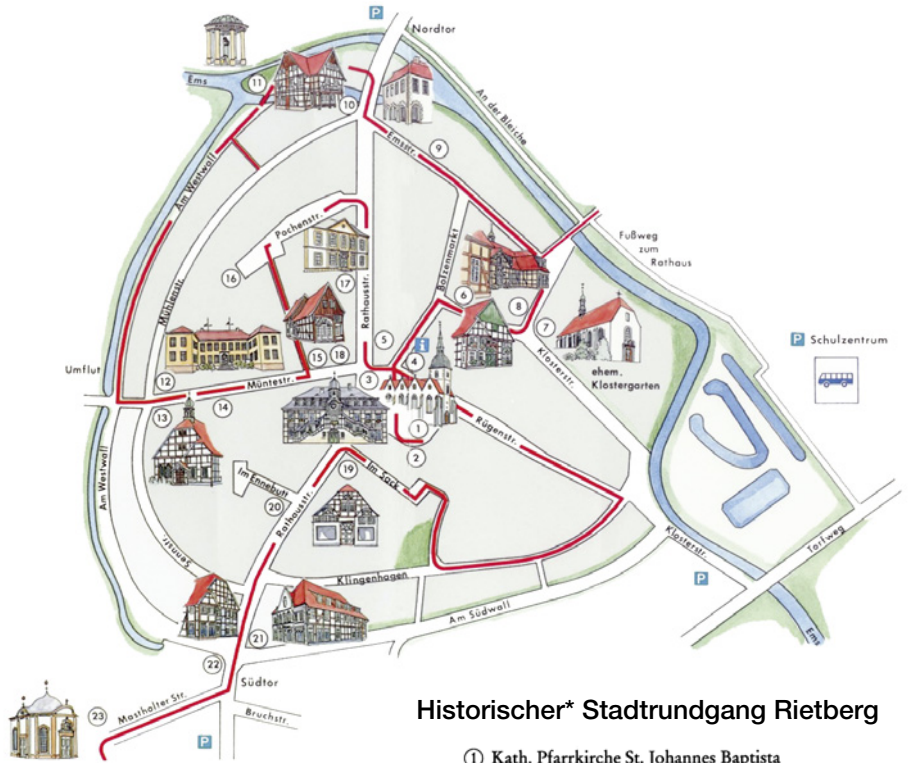 P
Nordtor
Ems
An der Bleiche
11
10
Emsstr.
9
Am Westwall
Pochenstr.
Bolzenmarkt
Fußweg
zum
Rathaus
16
17
Mühlenstr.
Rathausstr.
6
8
7
5
i
P Schulzentrum
Umflut
15 18
3
4
Klosterstr.
ehem.
Klostergarten
12
Müntestr.
13
14
1
Rügenstr.
2
Am Westwall
19
Im Sack
Im Ennebutt
20
Rathausstr.
Sennstr.
Klosterstr.
Torfweg
Klingenhagen
P
Am Südwall
Ems
21
22
Südtor
Masthalter Str.
23
Bruchstr.
P
Historischer* Stadtrundgang Rietberg
1 Kath. Pfarrkirche St. Johannes Baptista